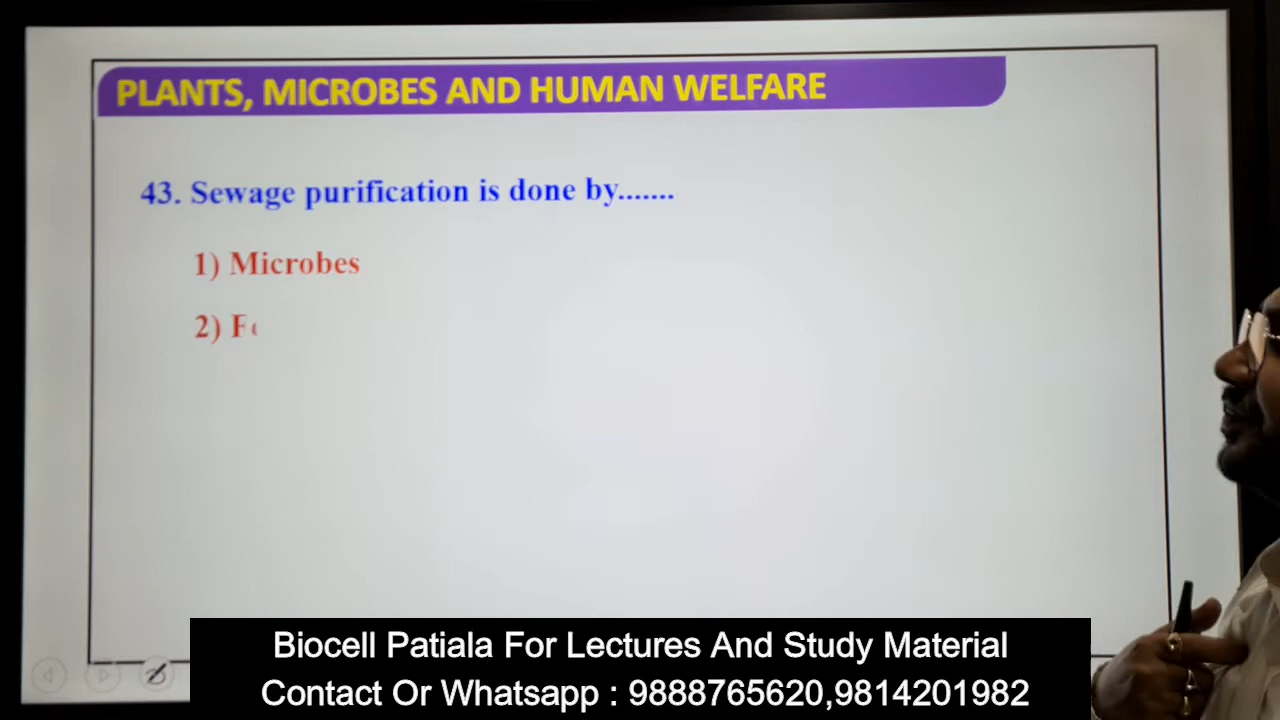 PLANTS, MICROBES AND HUMAN WELFARE
43. Sewage purification is done by.......
1) Microbes
2) F
Biocell Patiala For Lectures And Study Material
Contact Or Whatsapp : 9888765620,9814201982